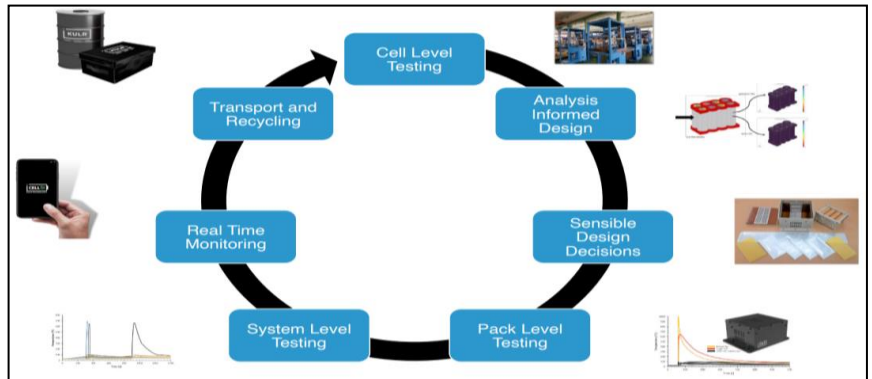 KULR
Cell Level
Testing
Transport and
Recycling
Analysis
Informed
Design
CELL
Real Time
Monitoring
Sensible
Design
Decisions
System Level
Testing
Pack Level
Testing